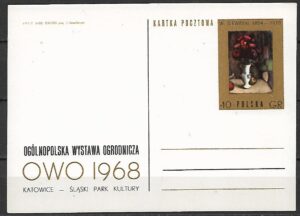 KARTKA POCZTOWA
40 POLSKA GR
OGÓLNOPOLSKA WYSTAWA OGRODNICZA
OWO 1968
KATOWICE – ŚLĄSKI PARK KULTURY